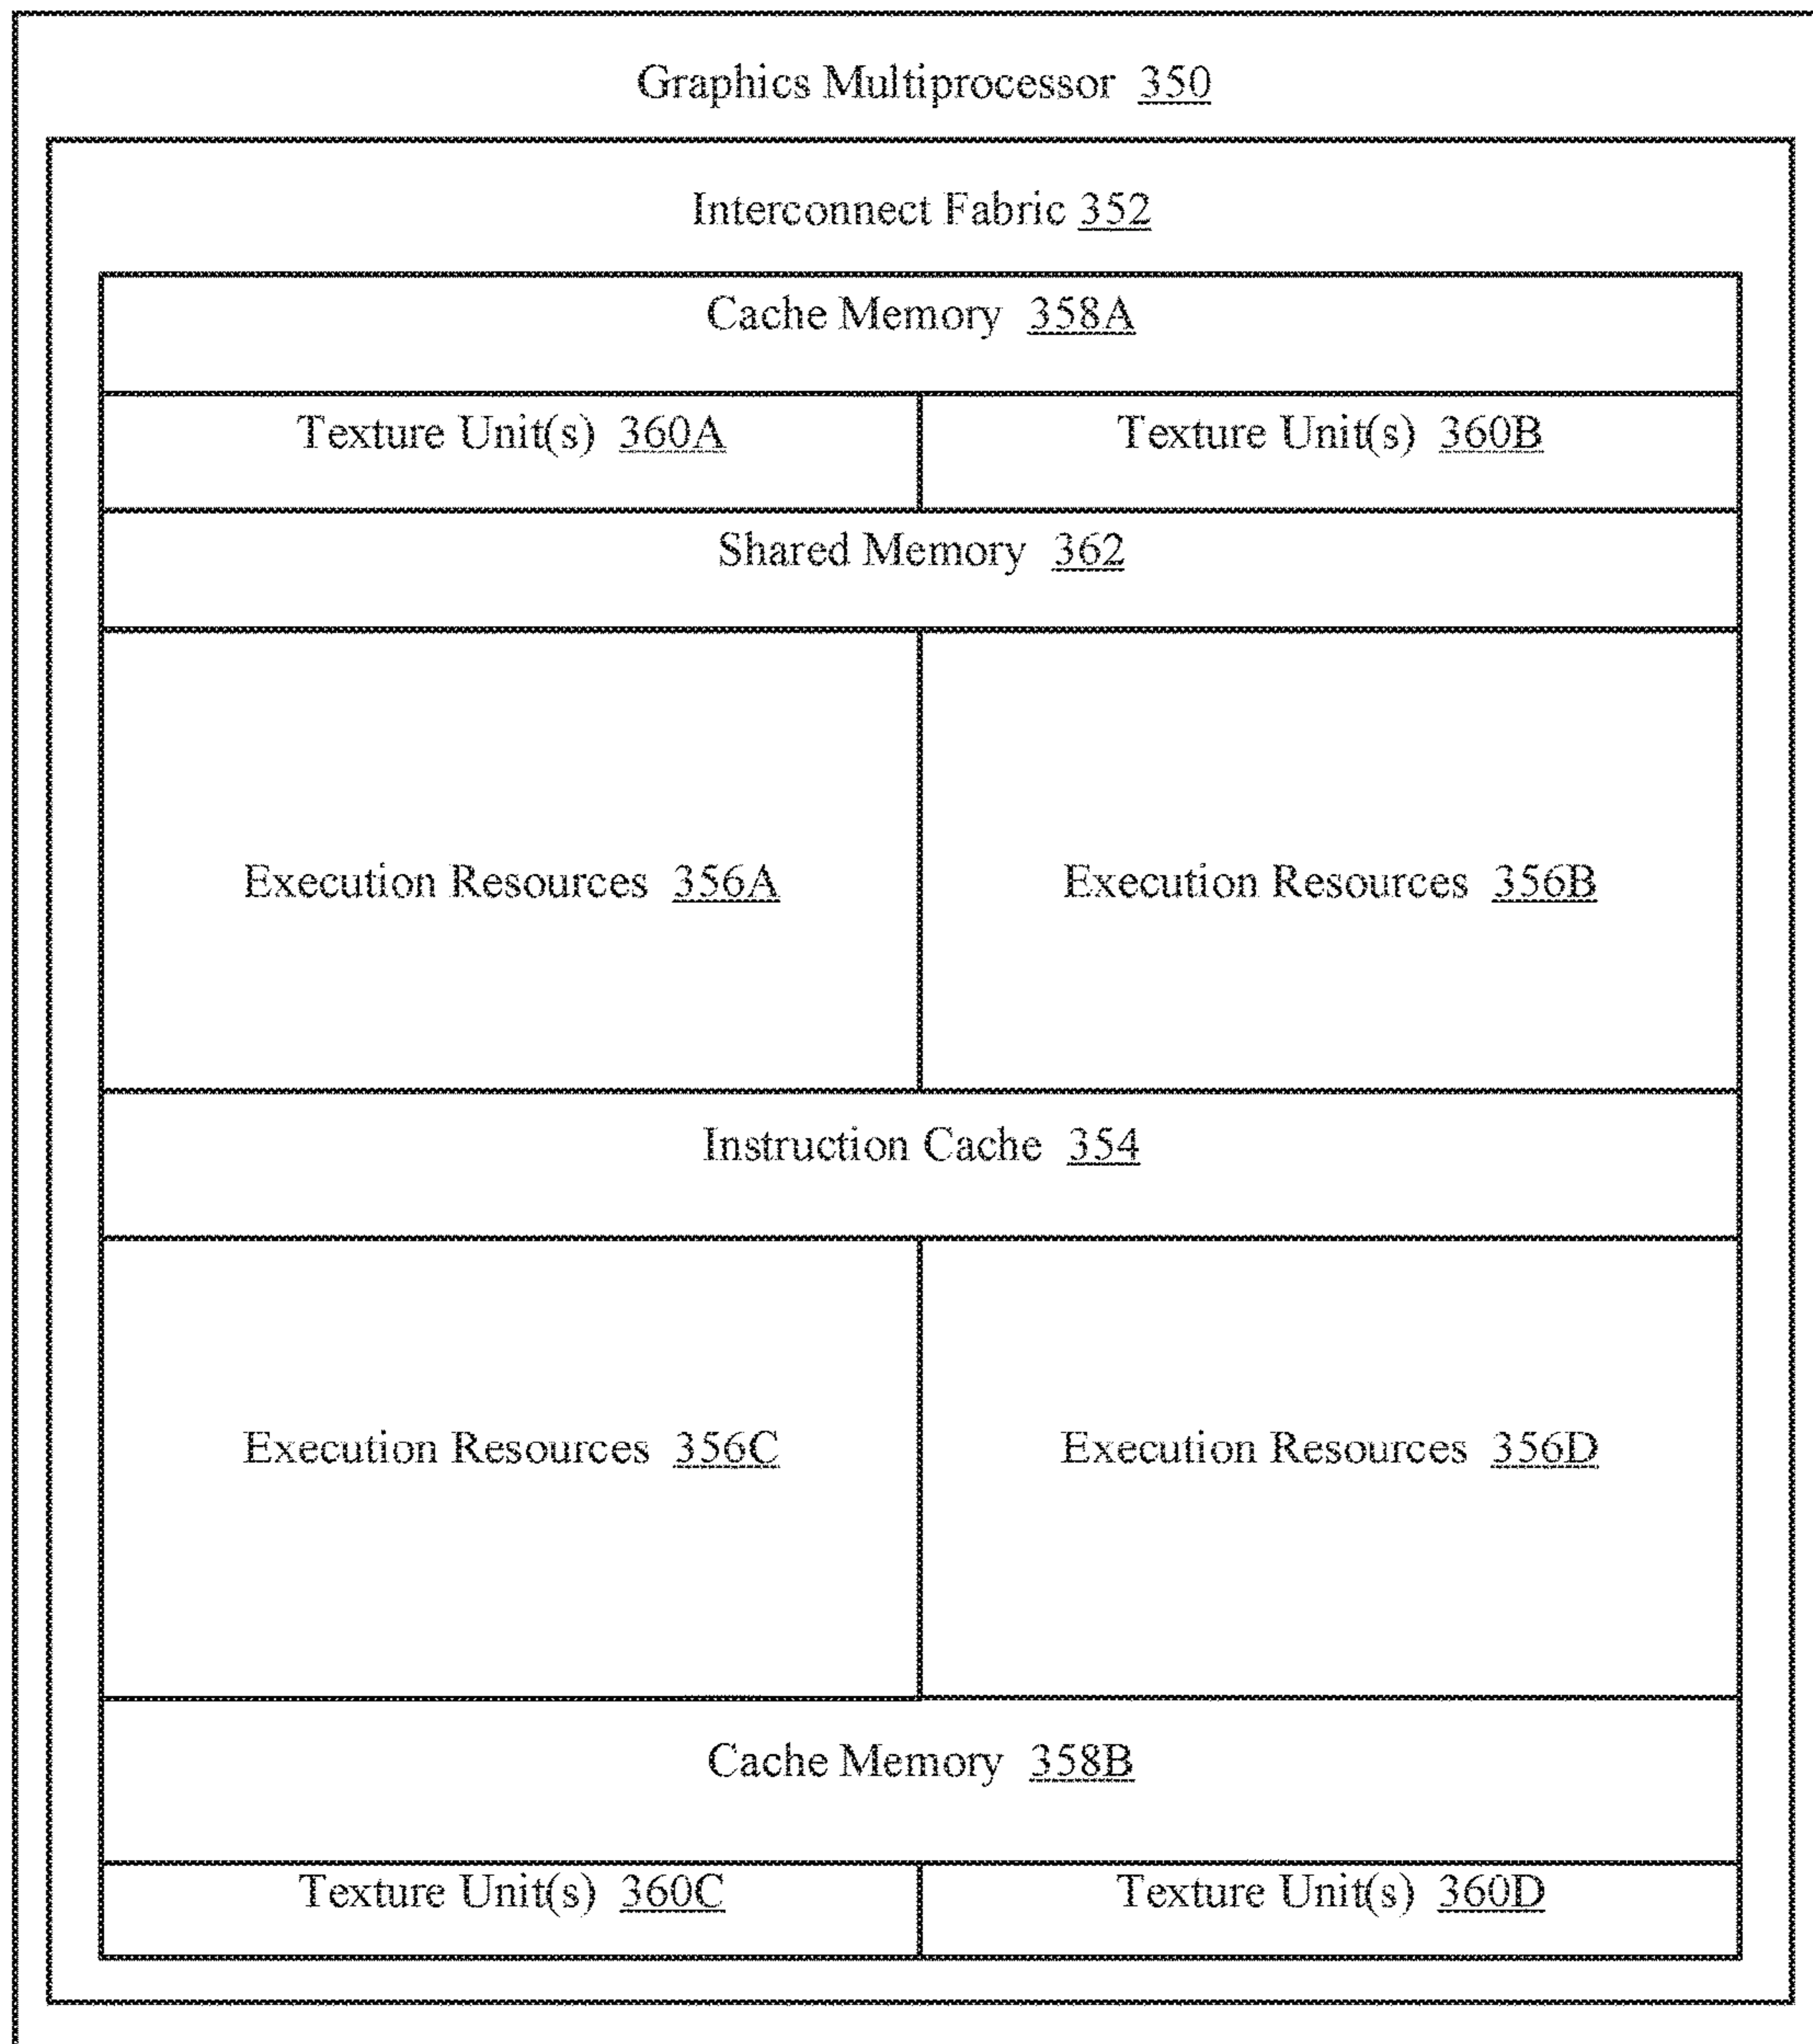 Graphics Multiprocessor 350
Interconnect Fabric 352
Cache Memory 358A
Texture Unit(s) 360A
Texture Unit(s) 360B
Shared Memory 362
Execution Resources 356A
Execution Resources 356B
Instruction Cache 354
Execution Resources 356C
Execution Resources 356D
Cache Memory 358B
Texture Unit(s) 360C
Texture Unit(s) 360D